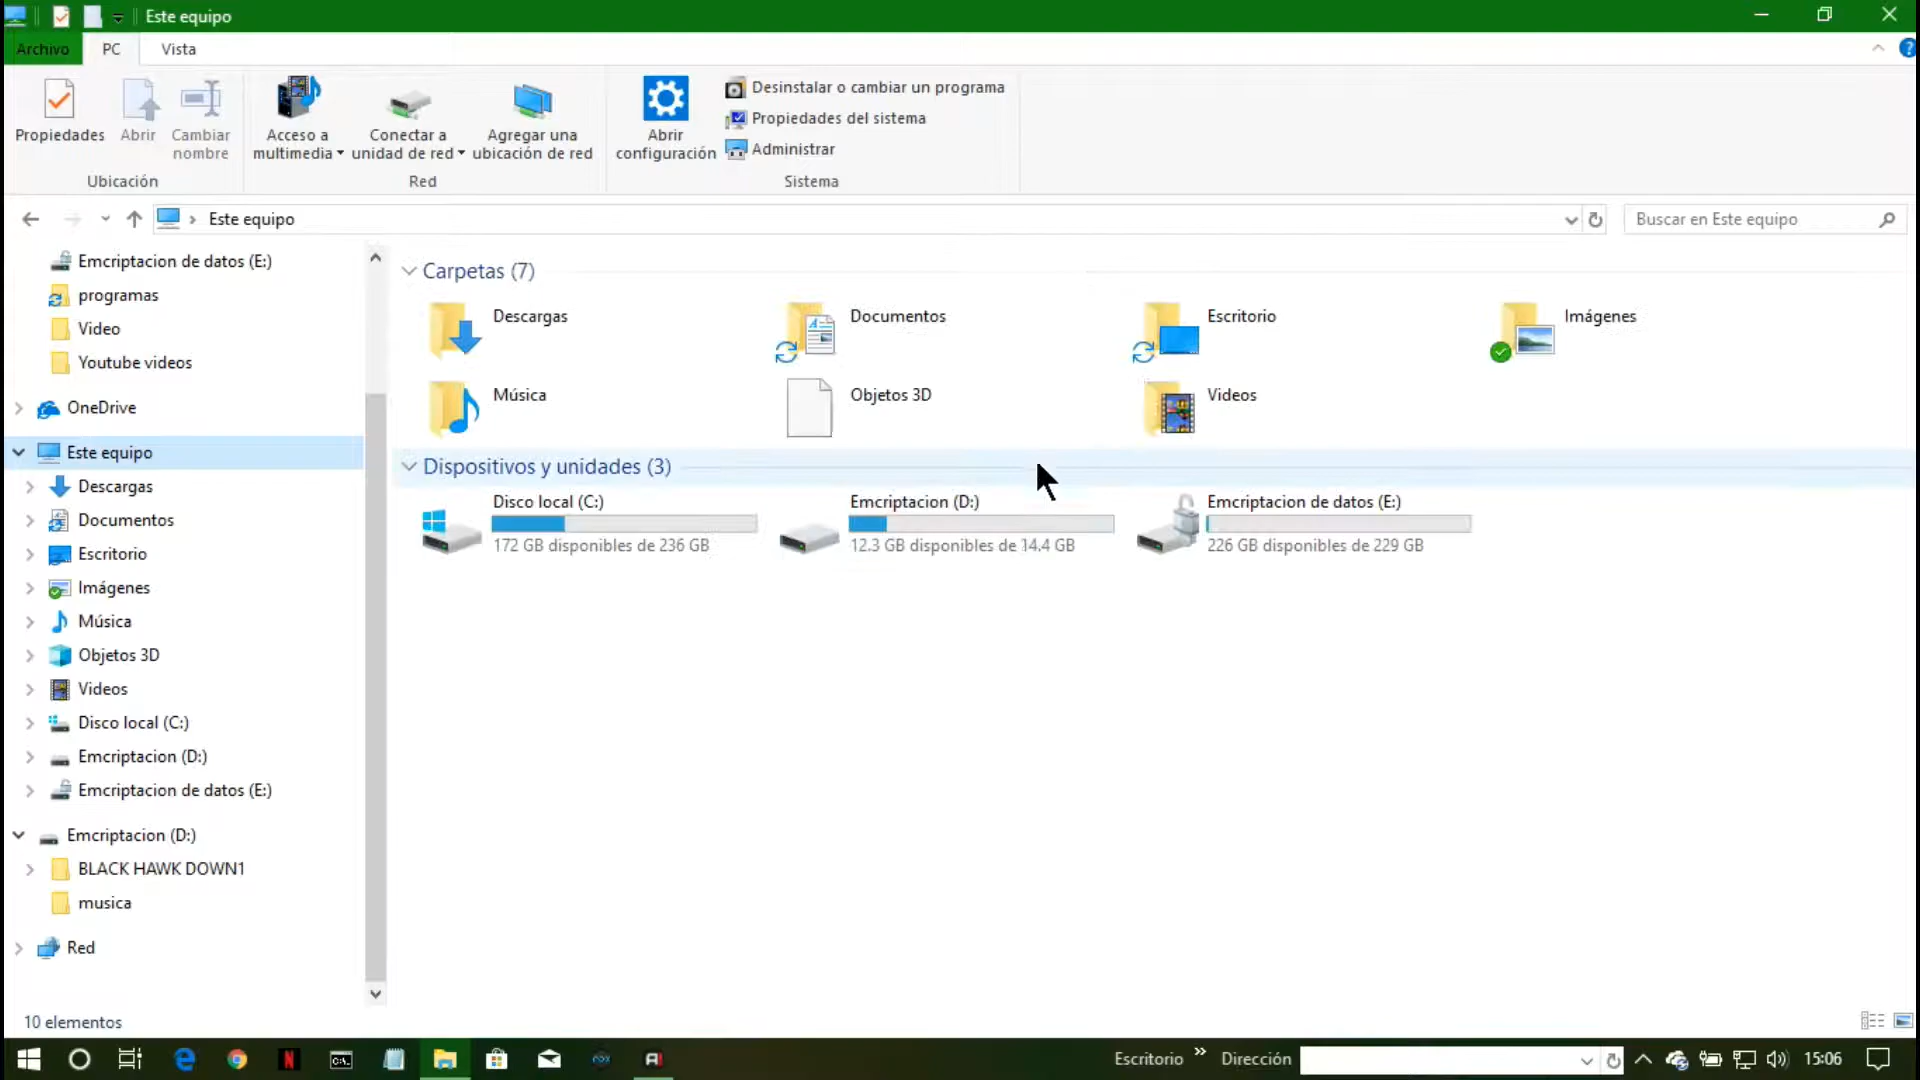 Este equipo
Archivo
PC
Vista
Propiedades
Abrir
Cambiar
nombre
Ubicación
Acceso a
multimedia
Conectar a
unidad de red
Agregar una
ubicación de red
Red
Abrir
configuración
Desinstalar o cambiar un programa
Propiedades del sistema
Administrar
Sistema
Este equipo
Buscar en Este equipo
Emcriptacion de datos (E:)
programas
Video
Youtube videos
OneDrive
Este equipo
Descargas
Documentos
Escritorio
Imágenes
Música
Objetos 3D
Videos
Disco local (C:)
Emcriptacion (D:)
Emcriptacion de datos (E:)
Emcriptacion (D:)
BLACK HAWK DOWN1
musica
Red
Carpetas (7)
Descargas
Documentos
Escritorio
Imágenes
Música
Objetos 3D
Videos
Dispositivos y unidades (3)
Disco local (C:)
172 GB disponibles de 236 GB
Emcriptacion (D:)
12.3 GB disponibles de 14.4 GB
Emcriptacion de datos (E:)
226 GB disponibles de 229 GB
10 elementos
Escritorio
Dirección
15:06